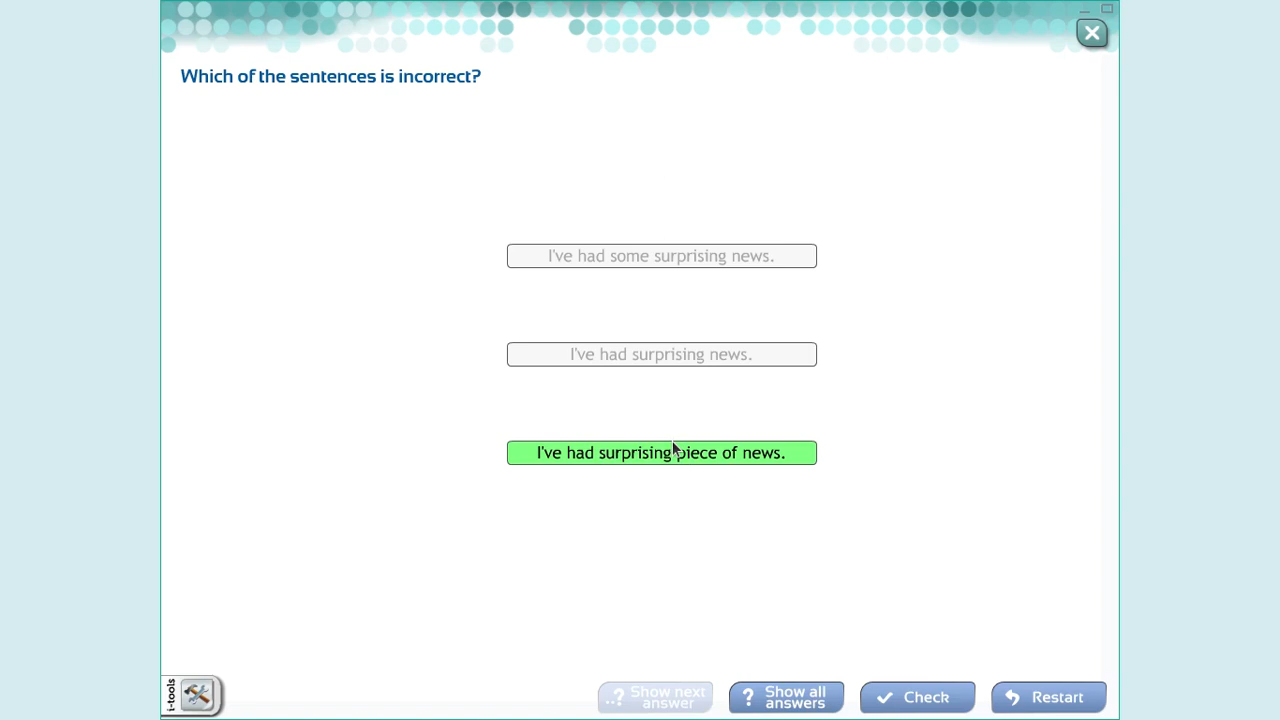 Which of the sentences is incorrect?
I've had some surprising news.
I've had surprising news.
I've had surprising piece of news.
i-tools
..? Show next
answer
? Show all
answers
Check
Restart